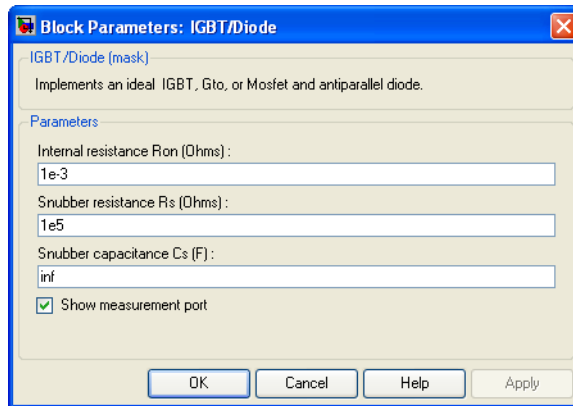 Block Parameters: IGBT/Diode
IGBT/Diode (mask)
Implements an ideal IGBT, Gto, or Mosfet and antiparallel diode.
Parameters
Internal resistance Ron (Ohms) :
1e-3
Snubber resistance Rs (Ohms) :
1e5
Snubber capacitance Cs (F) :
inf
Show measurement port
OK Cancel Help Apply